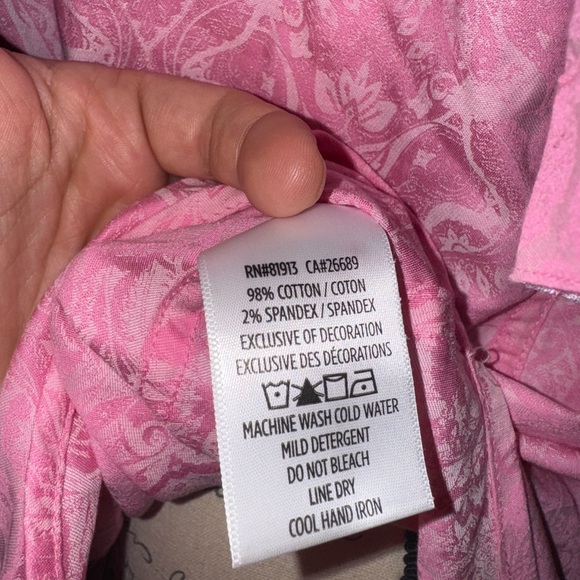 RN#81913 CA#26689
98% COTTON / COTON
2% SPANDEX / SPANDEX
EXCLUSIVE OF DECORATION
EXCLUSIVE DES DÉCORATIONS
MACHINE WASH COLD WATER
MILD DETERGENT
DO NOT BLEACH
LINE DRY
COOL HAND IRON